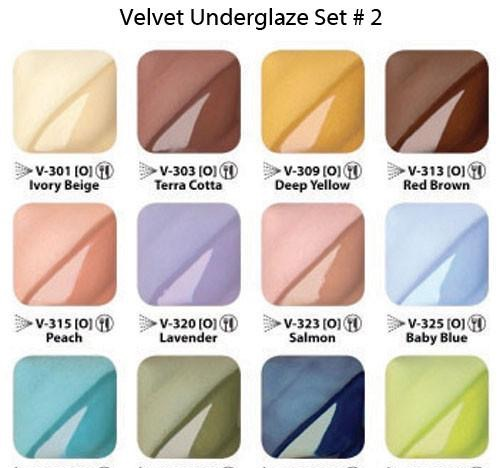 Velvet Underglaze Set # 2
V-301 [O] V-303 [O] V-309 [O] V-313 [O]
Ivory Beige Terra Cotta Deep Yellow Red Brown
V-315 [O] V-320 [O] V-323 [O] V-325 [O]
Peach Lavender Salmon Baby Blue